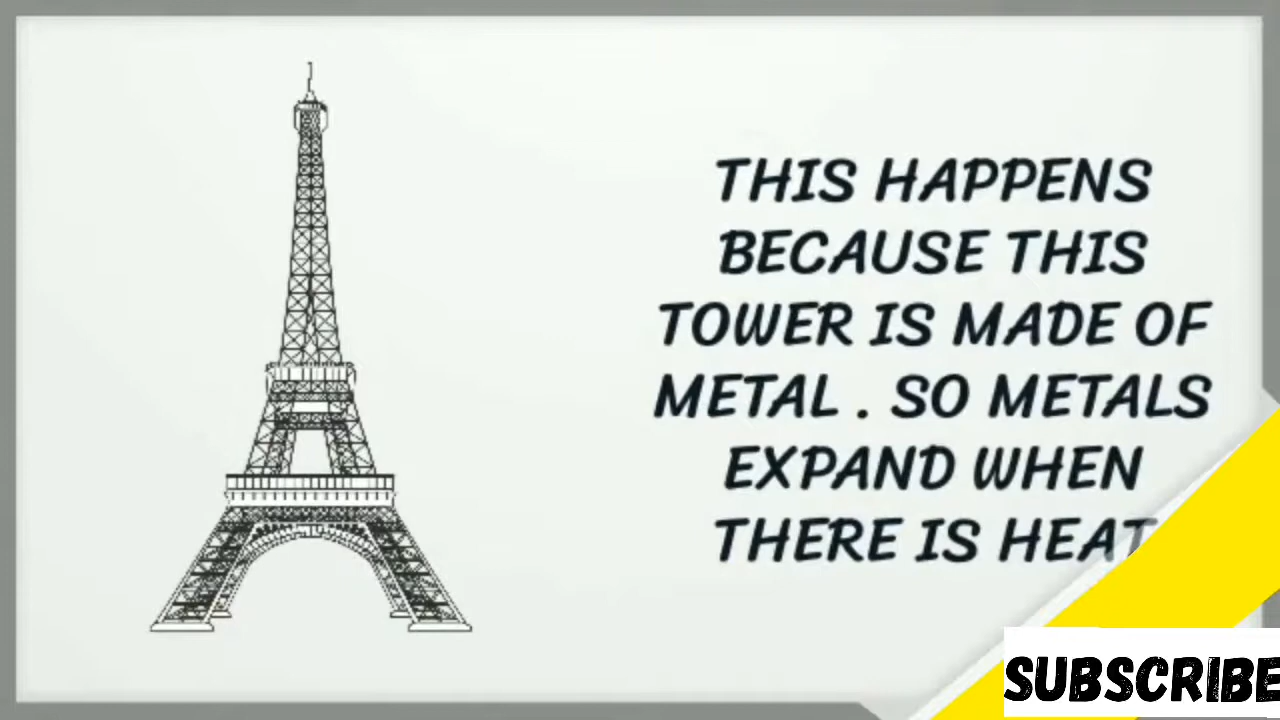 THIS HAPPENS
BECAUSE THIS
TOWER IS MADE OF
METAL . SO METALS
EXPAND WHEN
THERE IS HEAT
SUBSCRIBE